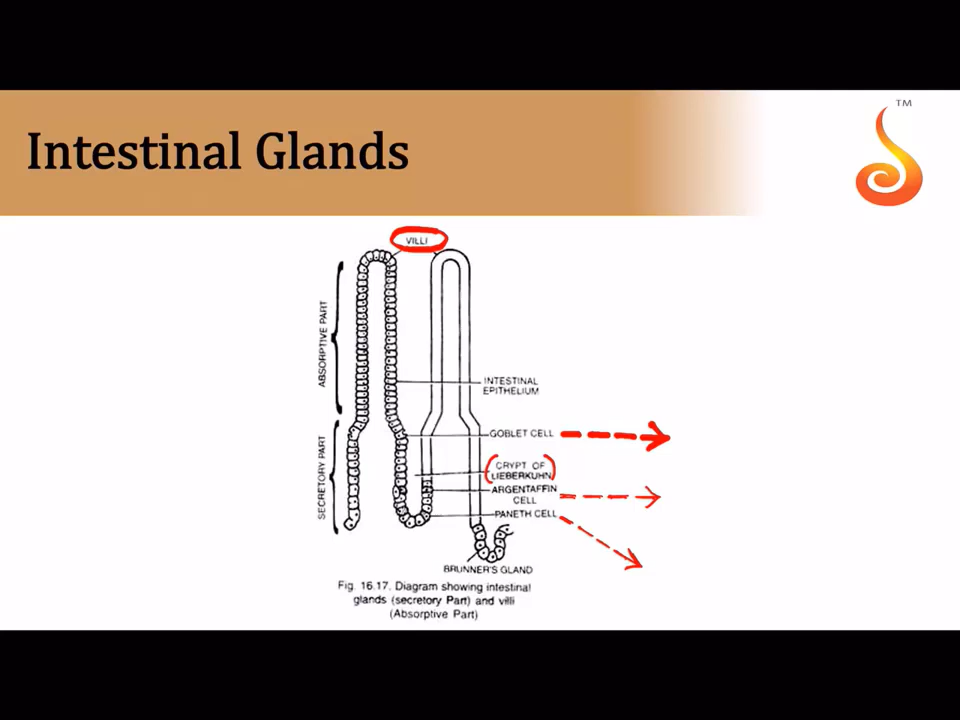 TM
Intestinal Glands
VILLI
ABSORPTIVE PART
INTESTINAL
EPITHELIUM
GOBLET CELL
SECRETORY PART
CRYPT OF
LIEBERKUHN
ARGENTAFFIN
CELL
PANETH CELL
BRUNNER'S GLAND
Fig. 16.17. Diagram showing intestinal
glands (secretory Part) and villi
(Absorptive Part)